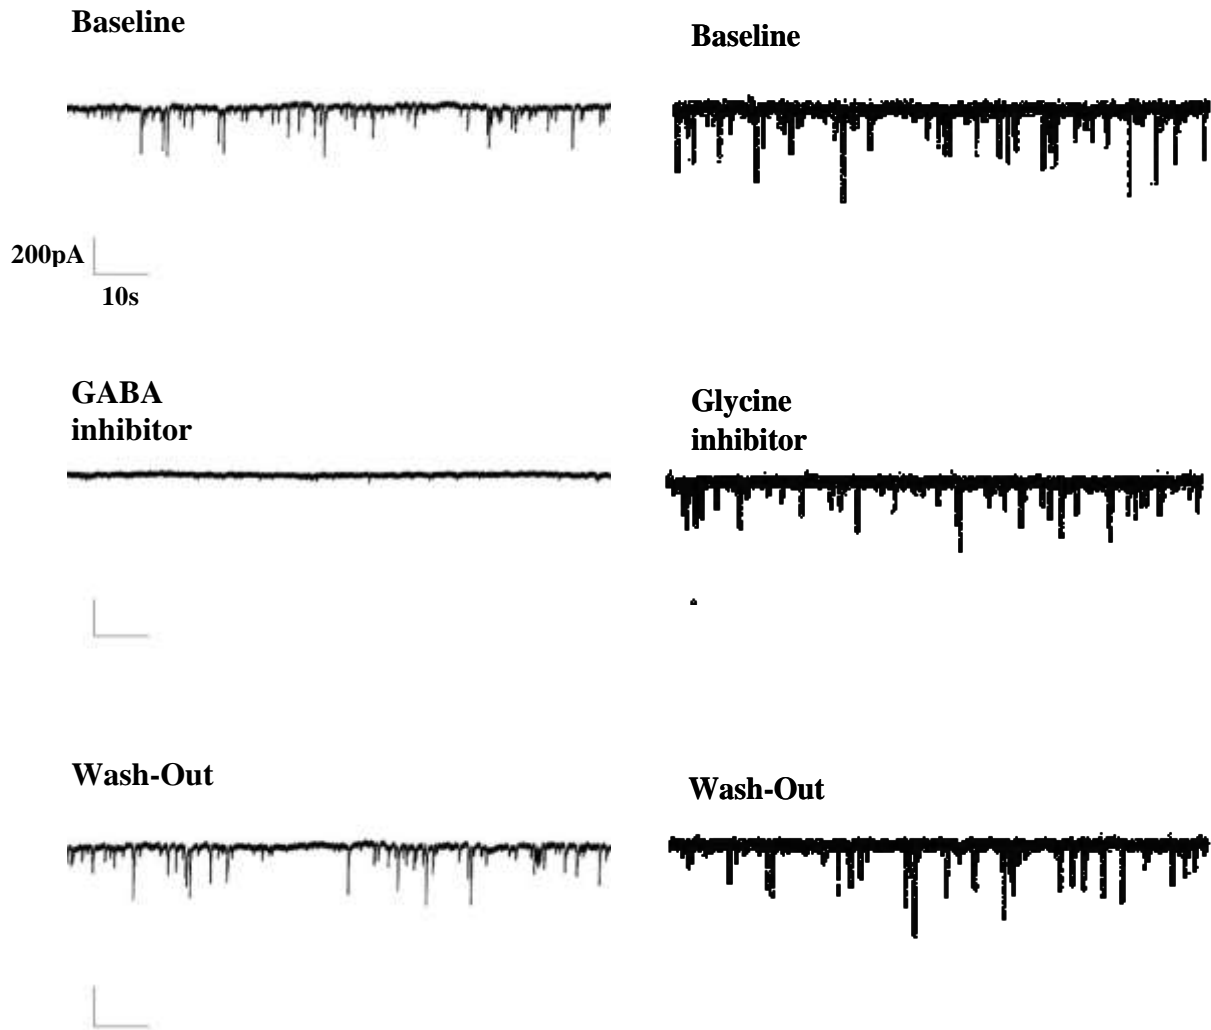 Baseline
Baseline
200pA
10s
GABA
inhibitor
Glycine
inhibitor
Wash-Out
Wash-Out